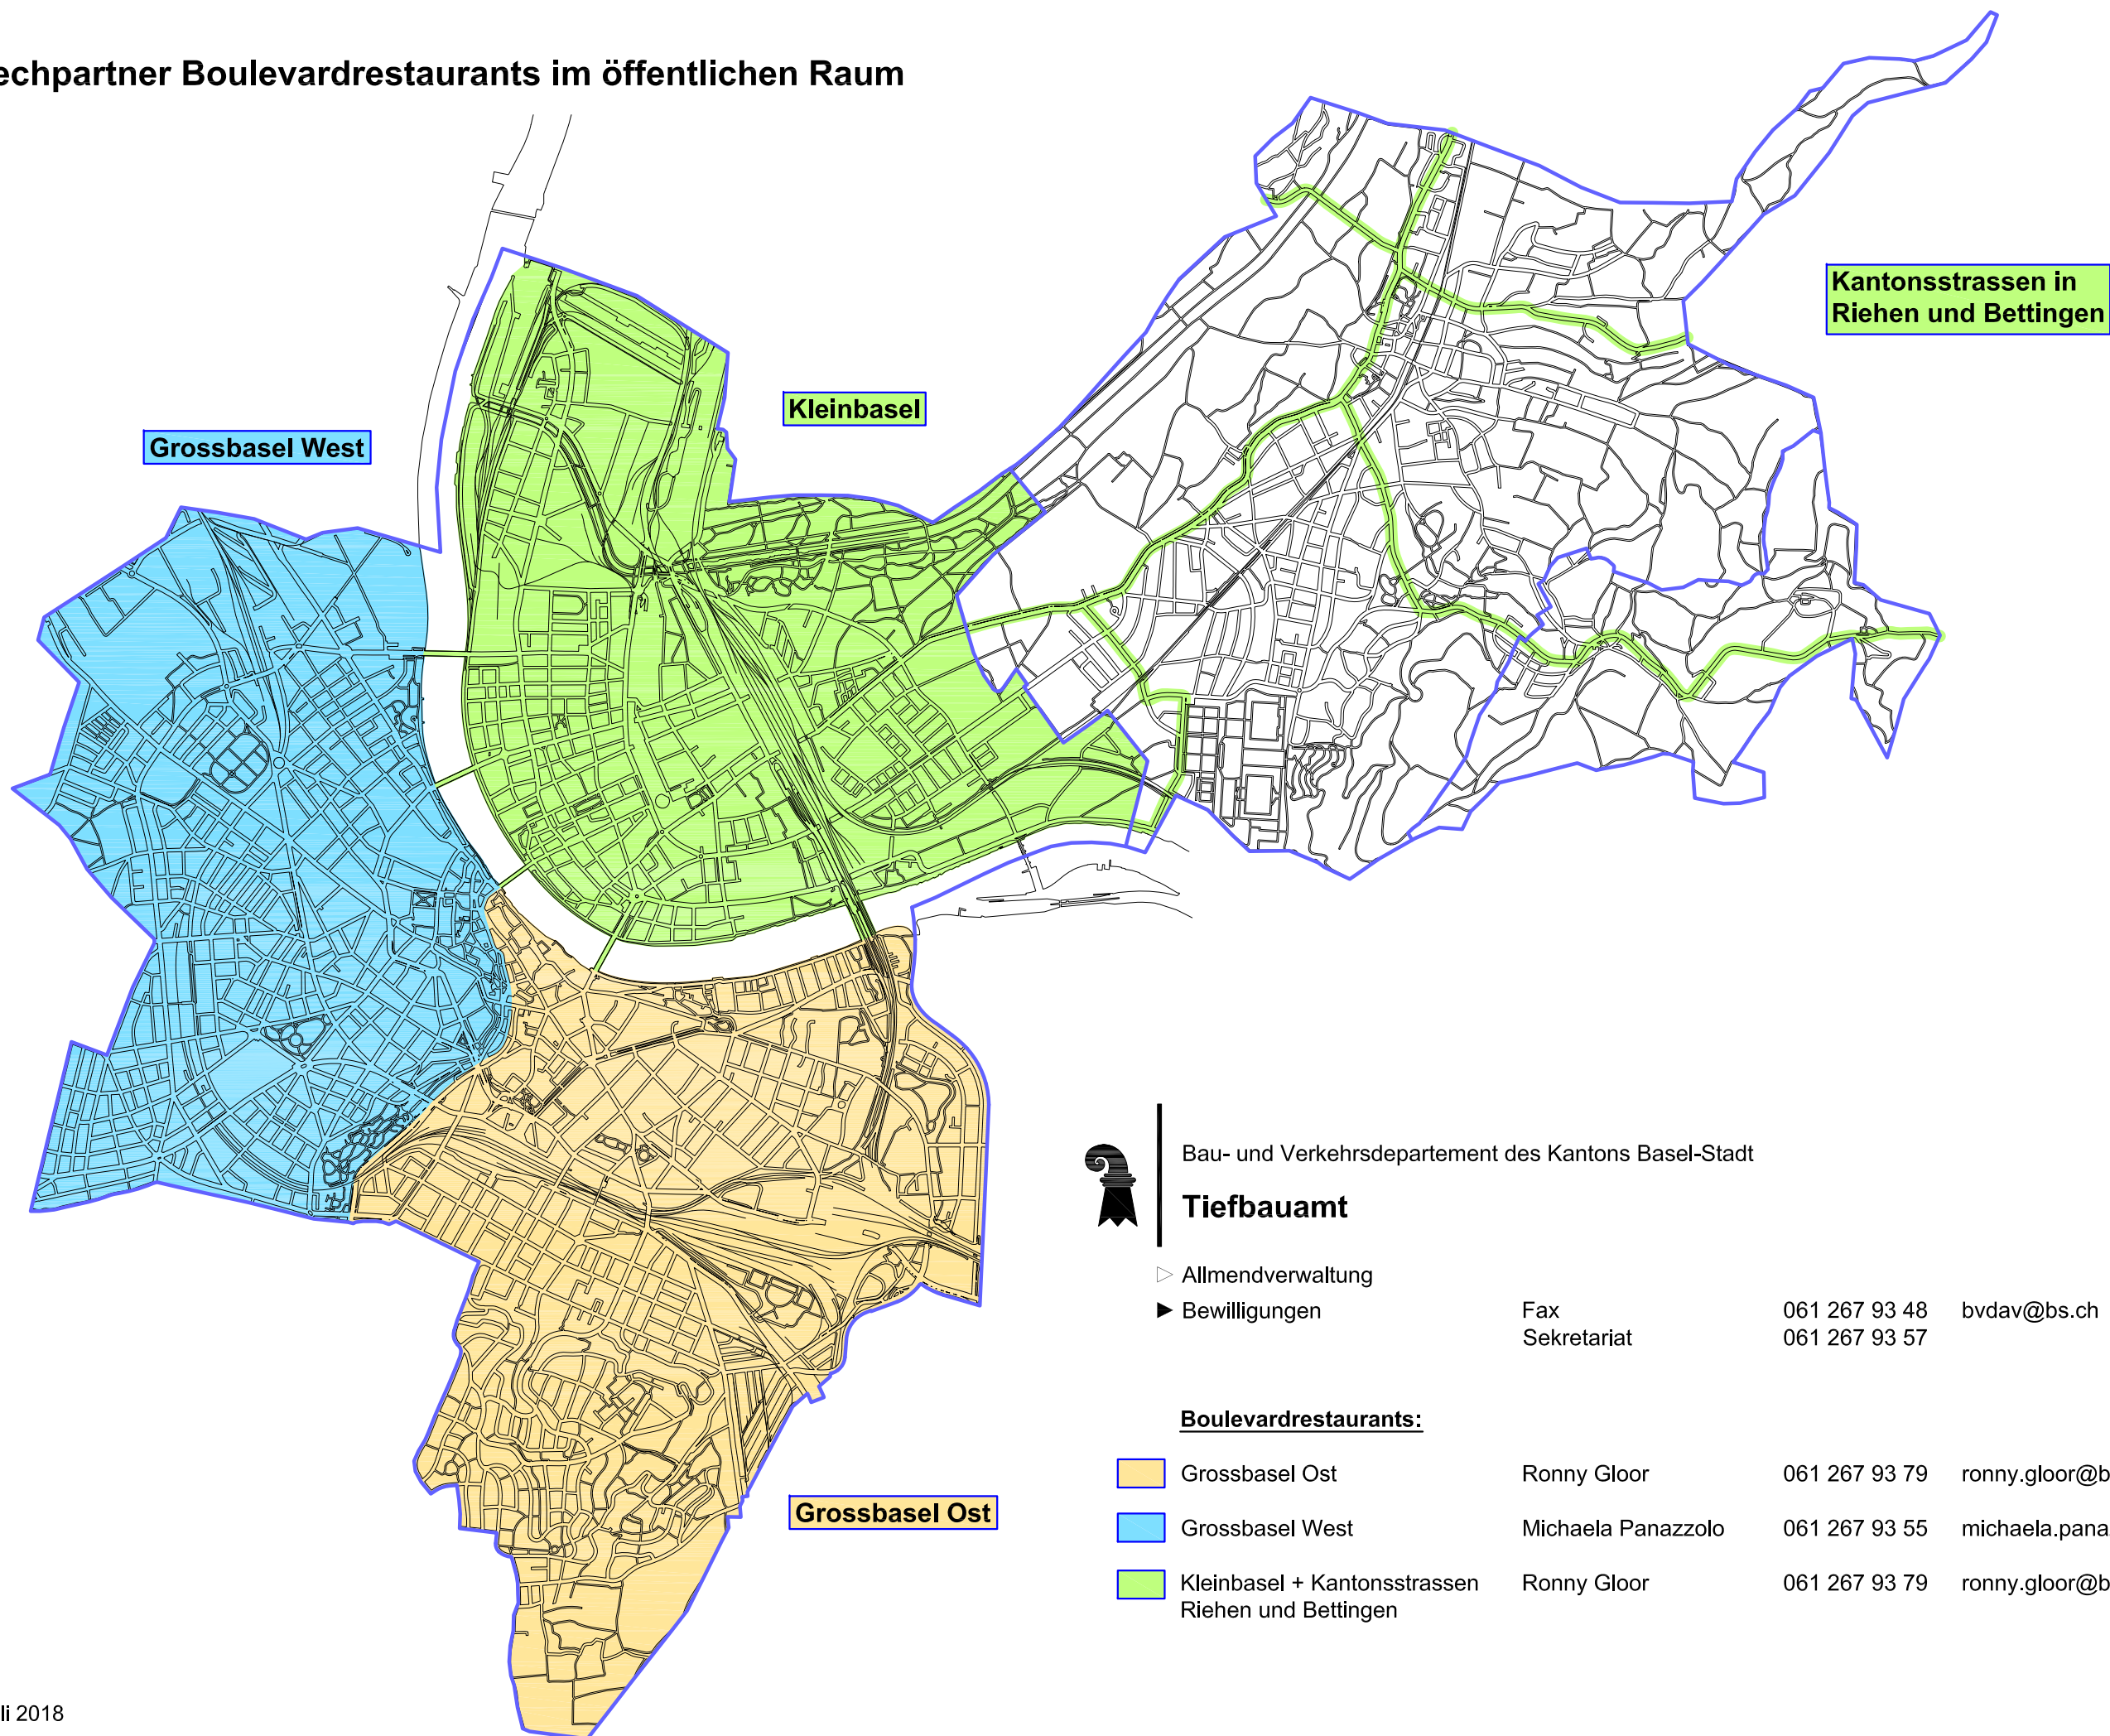 echpartner Boulevardrestaurants im öffentlichen Raum
Kantonsstrassen in
Riehen und Bettingen
Kleinbasel
Grossbasel West
Bau- und Verkehrsdepartement des Kantons Basel-Stadt
Tiefbauamt
▷ Allmendverwaltung
► Bewilligungen Fax 061 267 93 48 bvdav@bs.ch
Sekretariat 061 267 93 57
Boulevardrestaurants:
Grossbasel Ost Ronny Gloor 061 267 93 79 ronny.gloor@b
Grossbasel Ost
Grossbasel West Michaela Panazzolo 061 267 93 55 michaela.pana
Kleinbasel + Kantonsstrassen Ronny Gloor 061 267 93 79 ronny.gloor@b
Riehen und Bettingen
li 2018